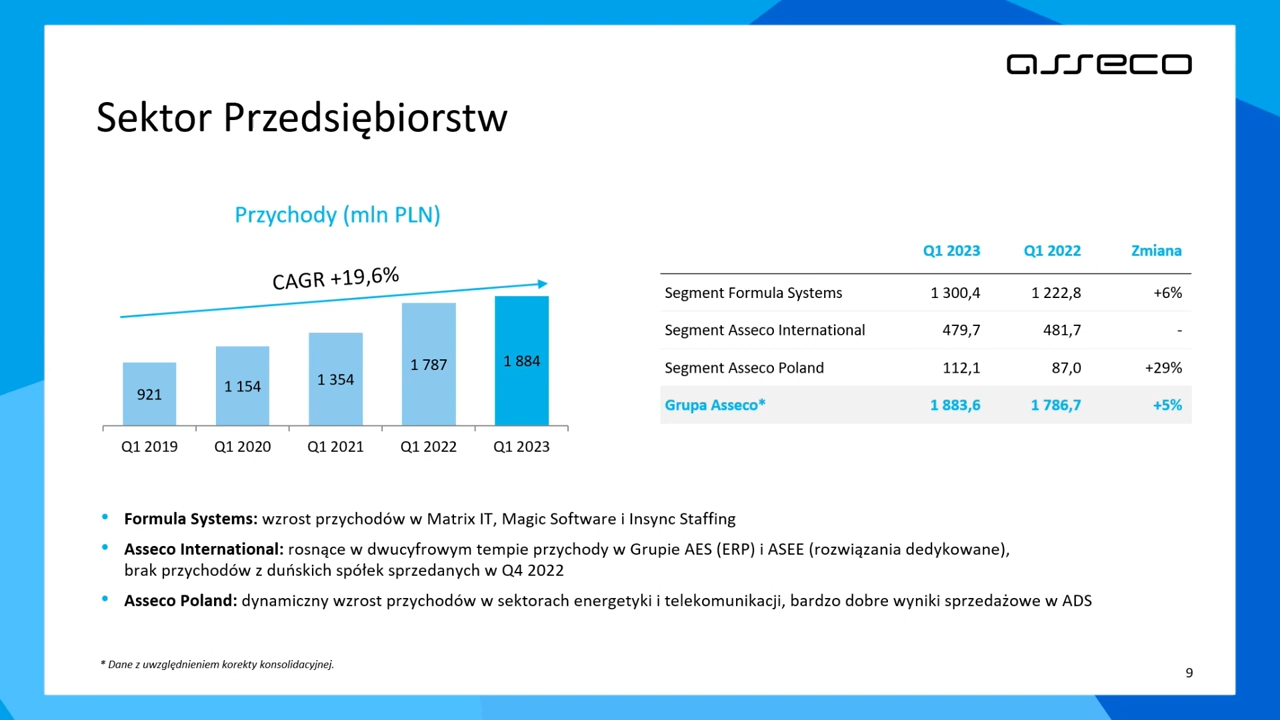 asseco
Sektor Przedsiębiorstw
Przychody (mln PLN)
CAGR +19,6%
921
1 154
1 354
1 787
1 884
Q1 2019
Q1 2020
Q1 2021
Q1 2022
Q1 2023
Q1 2023 Q1 2022 Zmiana
Segment Formula Systems 1 300,4 1 222,8 +6%
Segment Asseco International 479,7 481,7 -
Segment Asseco Poland 112,1 87,0 +29%
Grupa Asseco* 1 883,6 1 786,7 +5%
• Formula Systems: wzrost przychodów w Matrix IT, Magic Software i Insync Staffing
• Asseco International: rosnące w dwucyfrowym tempie przychody w Grupie AES (ERP) i ASEE (rozwiązania dedykowane),
brak przychodów z duńskich spółek sprzedanych w Q4 2022
• Asseco Poland: dynamiczny wzrost przychodów w sektorach energetyki i telekomunikacji, bardzo dobre wyniki sprzedażowe w ADS
* Dane z uwzględnieniem korekty konsolidacyjnej.
9